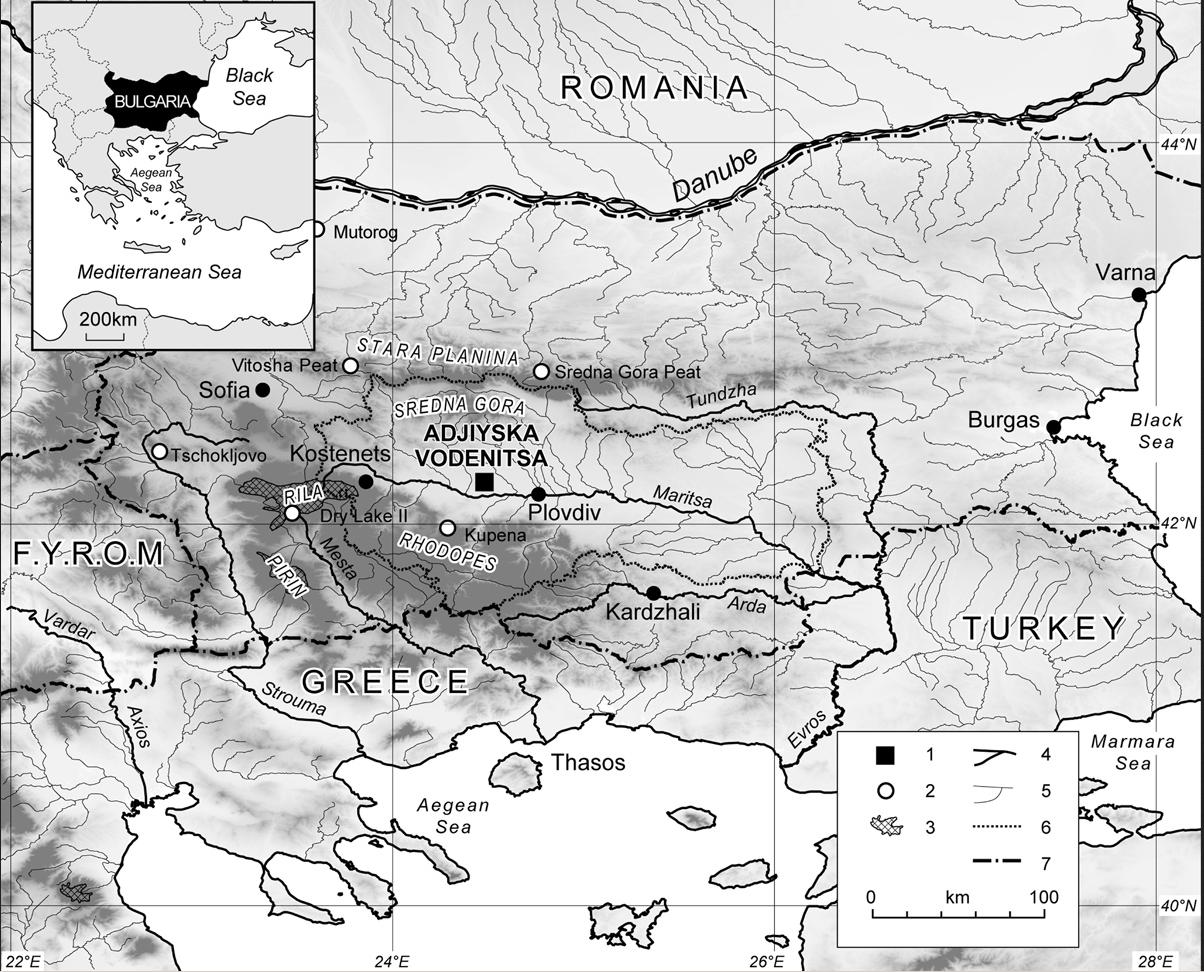 BULGARIA
Black
Sea
Aegean
Sea
Mediterranean Sea
200km
ROMANIA
Danube
44°N
Mutorog
Varna
STARA PLANINA
Vitosha Peat
Sredna Gora Peat
Sofia
Tundzha
SREDNA GORA
Burgas
Black
Sea
ADJIYSKA
VODENITSA
Tschokljovo
Kostenets
RILA
Maritsa
Dry Lake II
Plovdiv
42°N
Kupena
F.Y.R.O.M
RHODOPES
Mesta
PIRIN
Kardzhali
Arda
Vardar
TURKEY
GREECE
Strouma
Axios
Evros
Thasos
Marmara
Sea
Aegean
Sea
1
2
3
4
5
6
7
0 km 100
40°N
22°E
24°E
26°E
28°E